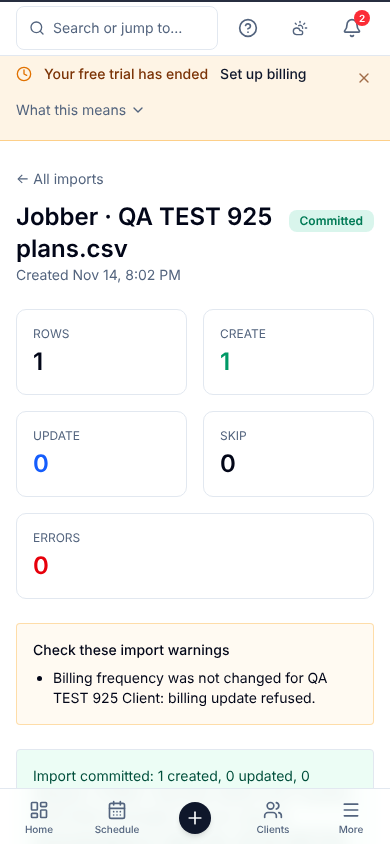 Search or jump to...
2
Your free trial has ended Set up billing
What this means
← All imports
Jobber · QA TEST 925 plans.csv
Committed
Created Nov 14, 8:02 PM
ROWS
1
CREATE
1
UPDATE
0
SKIP
0
ERRORS
0
Check these import warnings
• Billing frequency was not changed for QA
TEST 925 Client: billing update refused.
Import committed: 1 created, 0 updated, 0
Home
Schedule
Clients
More